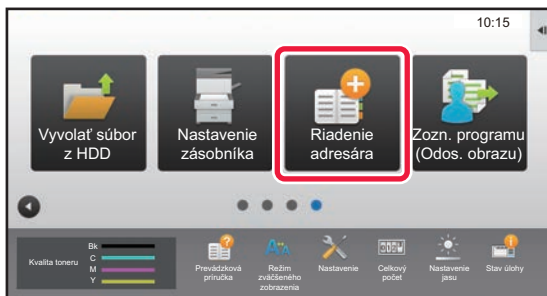 10:15
Vyvolať súbor
z HDD
Nastavenie
zásobníka
Riadenie
adresára
Zozn. programu
(Odos. obrazu)
Kvalita toneru
Bk
C
M
Y
Prevádzková
príručka
Režim
zväčšeného
zobrazenia
Nastavenie
Celkový
počet
Nastavenie
jasu
Stav úlohy